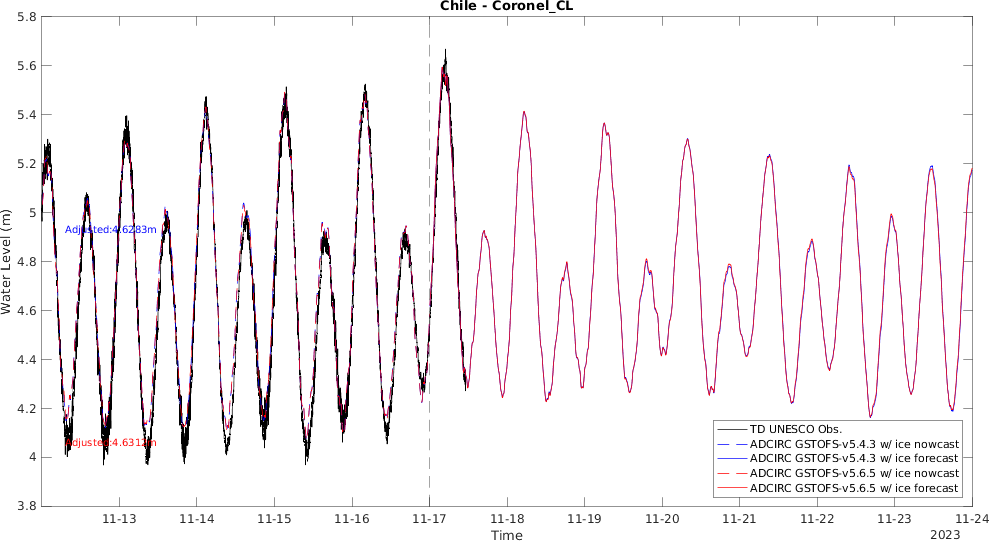 Chile - Coronel_CL
5.8
5.6
5.4
5.2
5
4.8
4.6
4.4
4.2
4
3.8
Water Level (m)
Adjusted:4.6283m
Adjusted:4.6312m
TD UNESCO Obs.
ADCIRC GSTOFS-v5.4.3 w/ ice nowcast
ADCIRC GSTOFS-v5.4.3 w/ ice forecast
ADCIRC GSTOFS-v5.6.5 w/ ice nowcast
ADCIRC GSTOFS-v5.6.5 w/ ice forecast
11-13 11-14 11-15 11-16 11-17 11-18 11-19 11-20 11-21 11-22 11-23 11-24
Time
2023